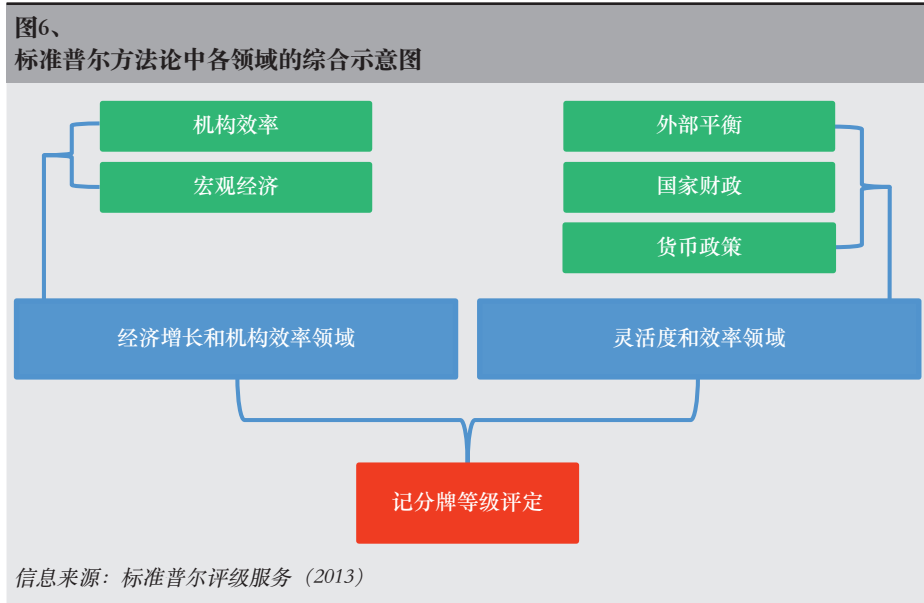 图6、
标准普尔方法论中各领域的综合示意图
机构效率
宏观经济
外部平衡
国家财政
货币政策
经济增长和机构效率领域
灵活度和效率领域
记分牌等级评定
信息来源：标准普尔评级服务（2013）